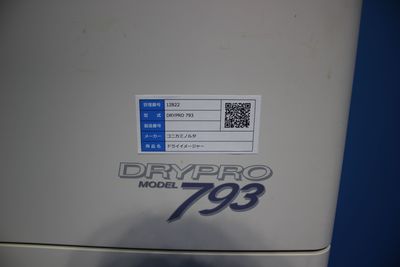 管理番号 12822
型 式 DRYPRO 793
製造番号
メーカー コニカミノルタ
商品名 ドライイメージャー
DRYPRO
MODEL 793